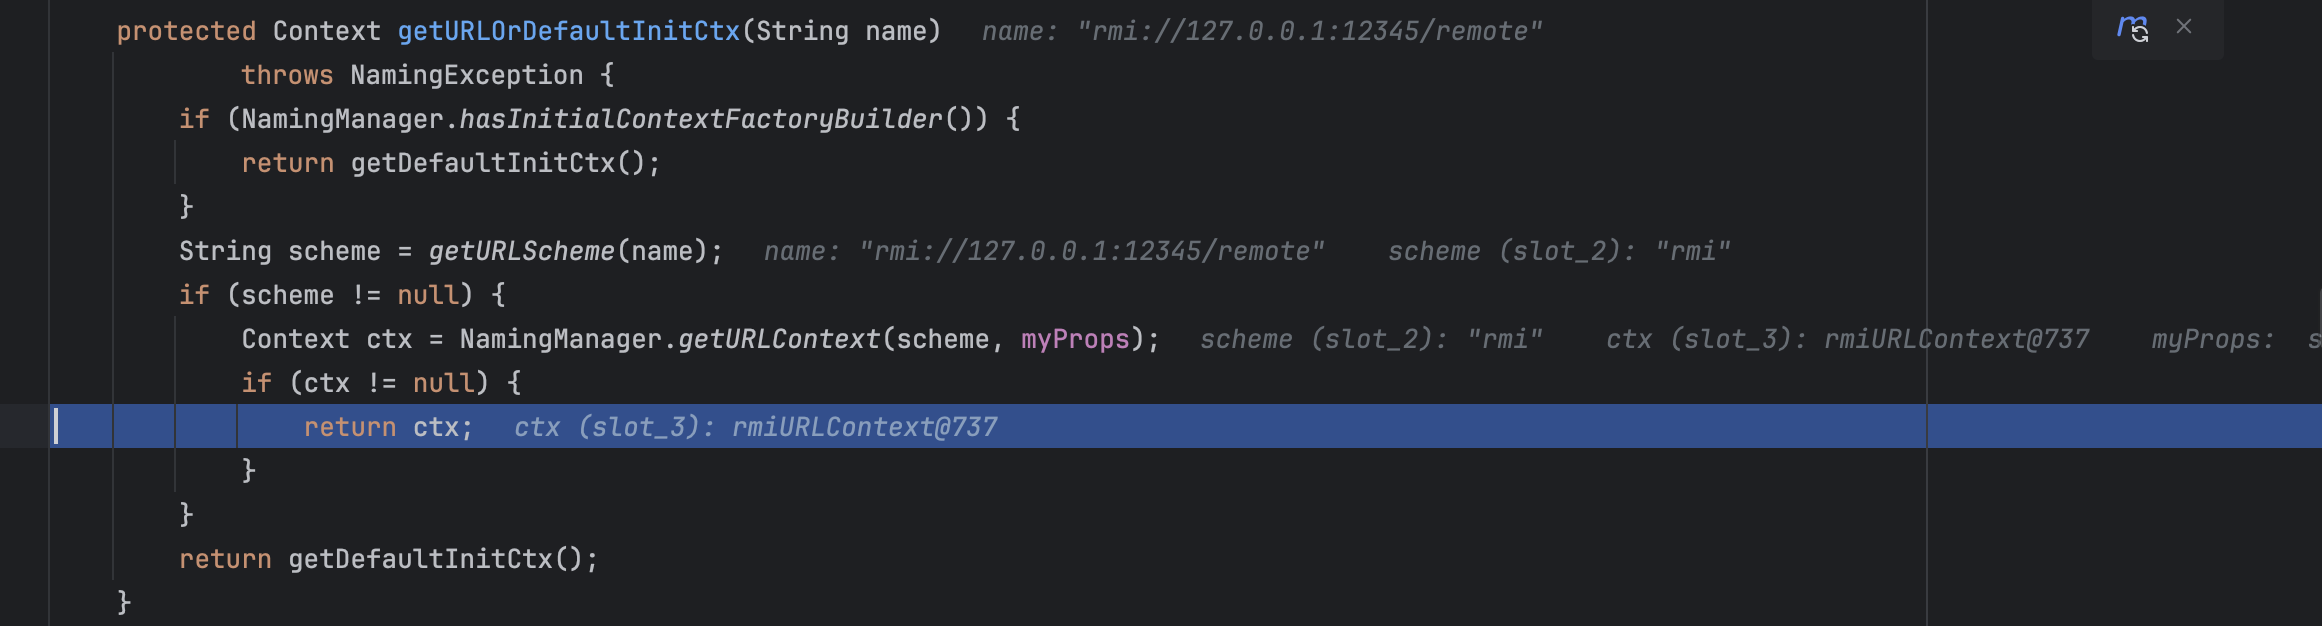 protected Context getURLOrDefaultInitCtx(String name)   name: "rmi://127.0.0.1:12345/remote"
        throws NamingException {
    if (NamingManager.hasInitialContextFactoryBuilder()) {
        return getDefaultInitCtx();
    }
    String scheme = getURLScheme(name);   name: "rmi://127.0.0.1:12345/remote"    scheme (slot_2): "rmi"
    if (scheme != null) {
        Context ctx = NamingManager.getURLContext(scheme, myProps);   scheme (slot_2): "rmi"    ctx (slot_3): rmiURLContext@737    myProps:
        if (ctx != null) {
            return ctx;   ctx (slot_3): rmiURLContext@737
        }
    }
    return getDefaultInitCtx();
}